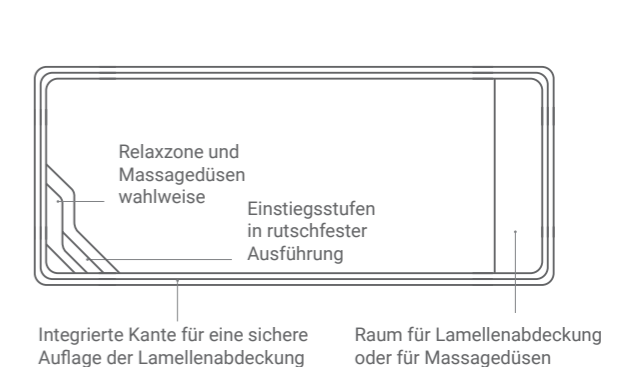 Relaxzone und
Massagedüsen
wahlweise
Einstiegsstufen
in rutschfester
Ausführung
Integrierte Kante für eine sichere
Auflage der Lamellenabdeckung
Raum für Lamellenabdeckung
oder für Massagedüsen